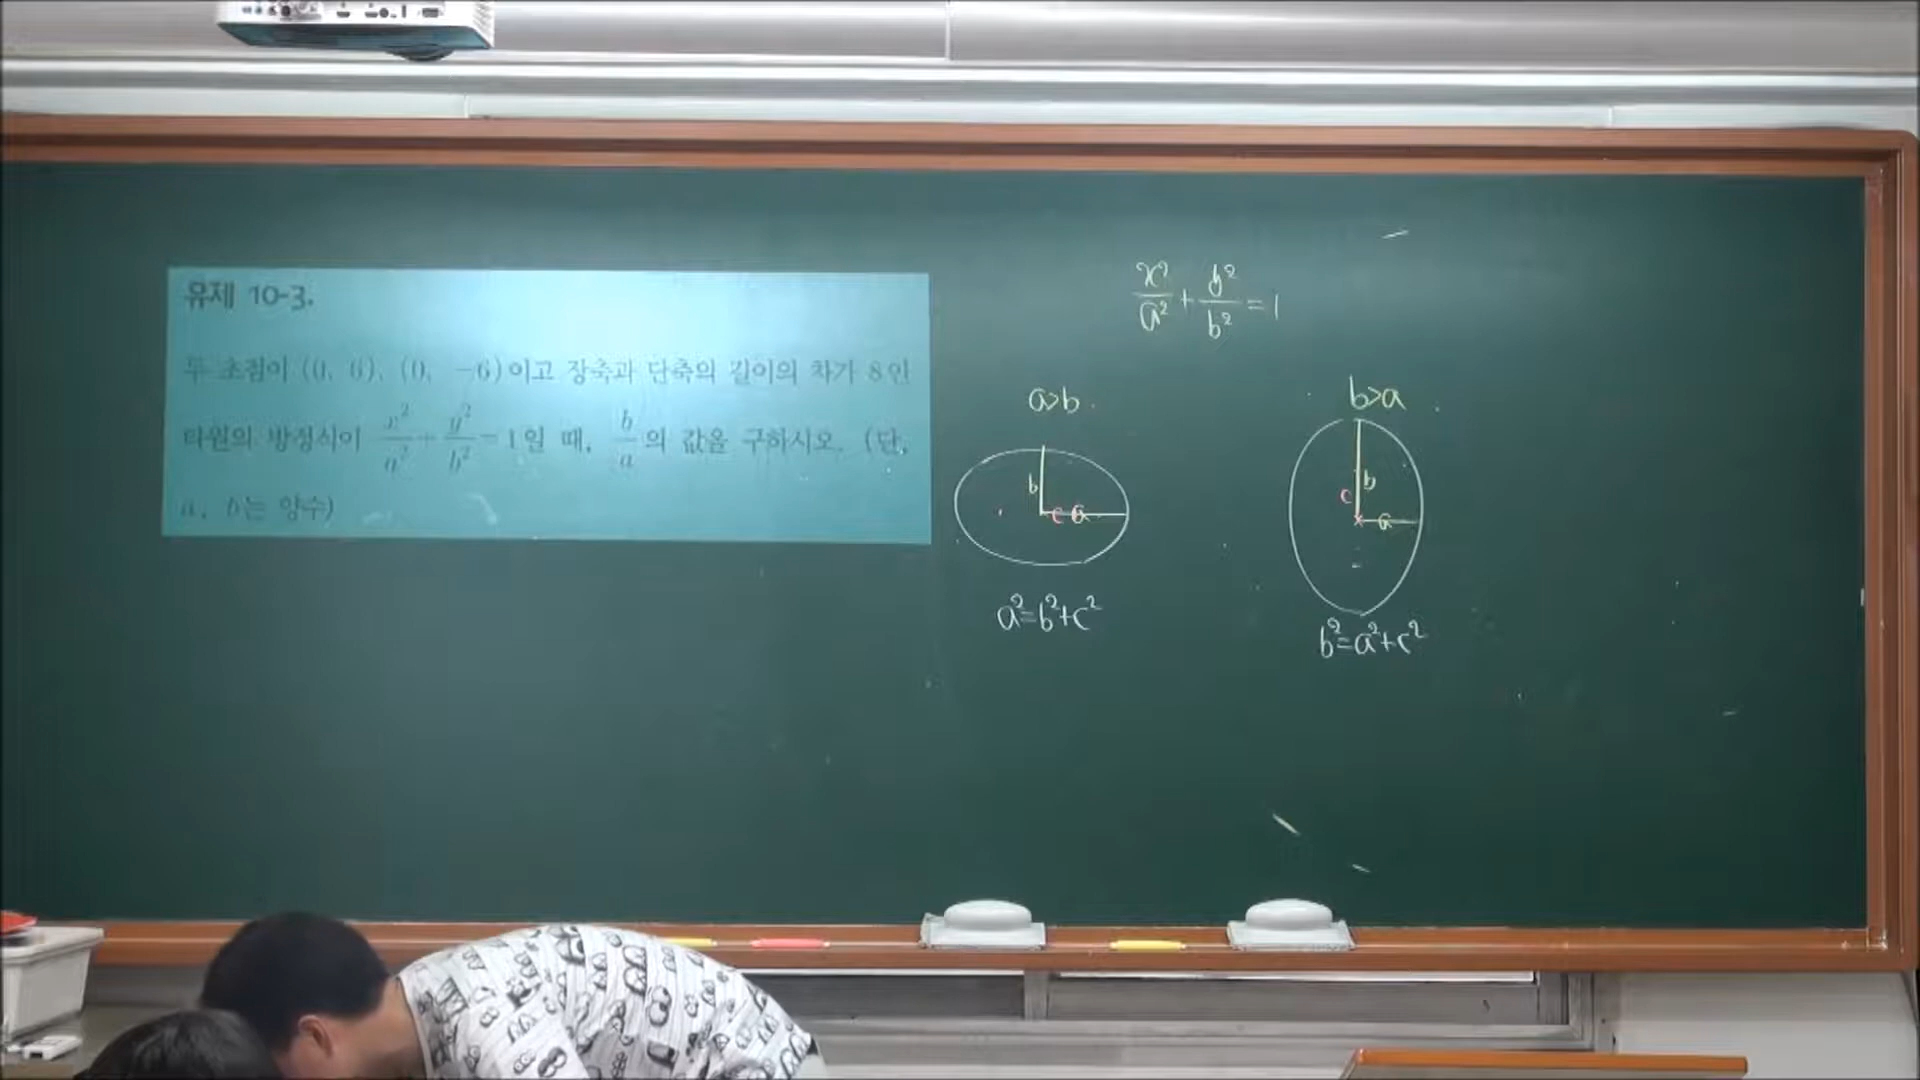 유제 10-3.
두 초점이 (0, 6), (0, -6)이고 장축과 단축의 길이의 차가 8인
타원의 방정식이 x²/a² + y²/b² = 1일 때, b/a의 값을 구하시오. (단,
a, b는 양수)
x²/a² + y²/b² = 1
a>b
b>a
b
c a
c b
a
a²=b²+c²
b²=a²+c²